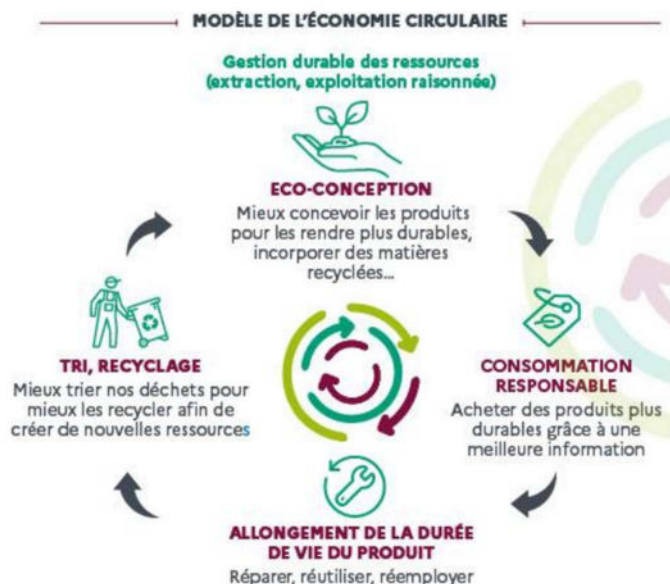 MODÈLE DE L'ÉCONOMIE CIRCULAIRE
Gestion durable des ressources
(extraction, exploitation raisonnée)
ECO-CONCEPTION
Mieux concevoir les produits
pour les rendre plus durables,
incorporer des matières
recyclées...
CONSOMMATION
RESPONSABLE
Acheter des produits plus
durables grâce à une
meilleure information
ALLONGEMENT DE LA DURÉE
DE VIE DU PRODUIT
Réparer, réutiliser, réemployer
TRI, RECYCLAGE
Mieux trier nos déchets pour
mieux les recycler afin de
créer de nouvelles ressources